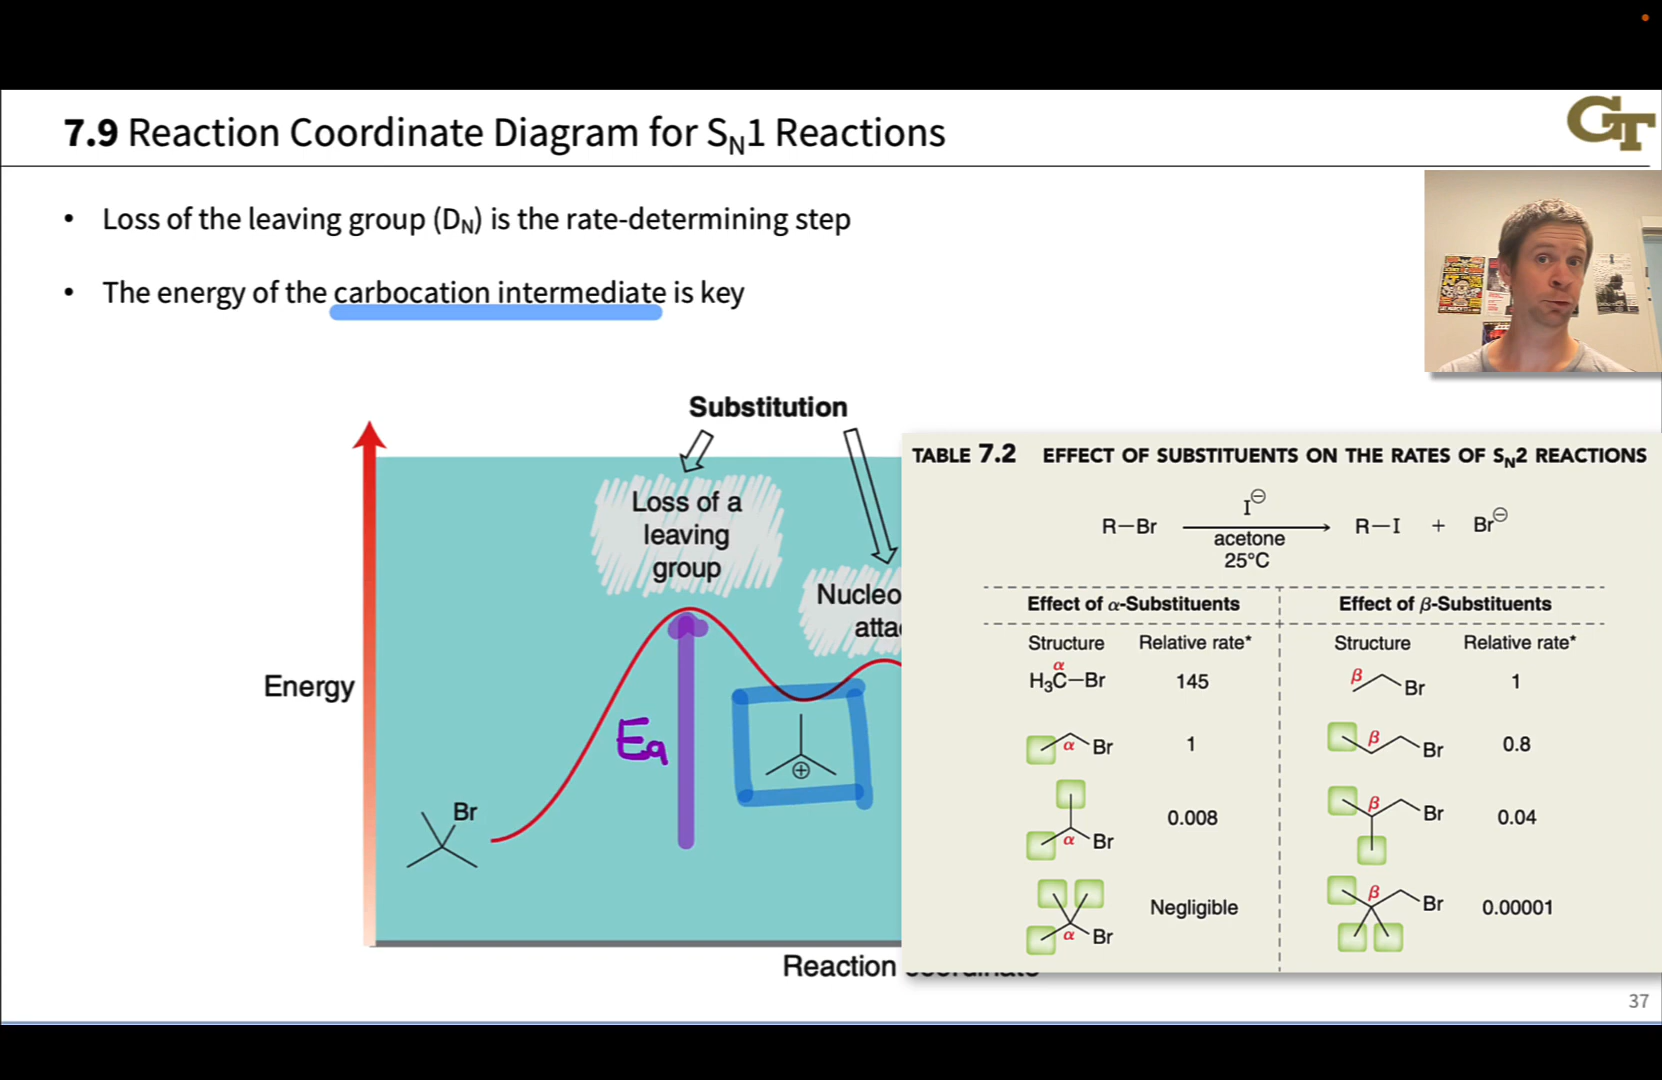 7.9 Reaction Coordinate Diagram for SN1 Reactions
GT
• Loss of the leaving group (DN) is the rate-determining step
• The energy of the carbocation intermediate is key
Substitution
Loss of a
leaving
group
Nucleo
atta
Energy
Ea
Br
⊕
Reaction
TABLE 7.2 EFFECT OF SUBSTITUENTS ON THE RATES OF SN2 REACTIONS
I⊖
R—Br R—I + Br⊖
acetone
25°C
Effect of α-Substituents Effect of β-Substituents
Structure Relative rate* Structure Relative rate*
α β
H3C—Br 145 Br 1
α Br 1 β Br 0.8
α Br 0.008 β Br 0.04
α Br Negligible β Br 0.00001
37